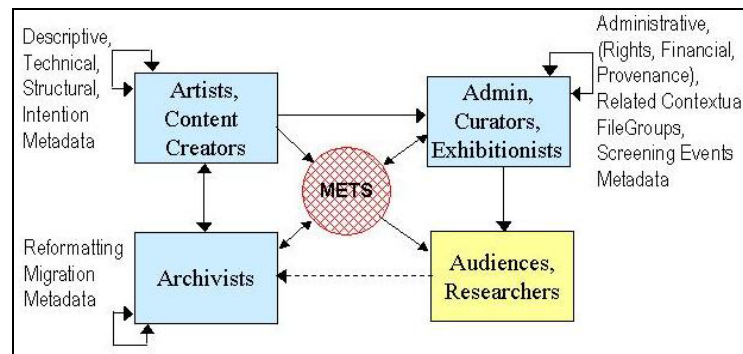 Descriptive,
Technical,
Structural,
Intention
Metadata
Artists,
Content
Creators
Admin,
Curators,
Exhibitionists
Administrative,
(Rights, Financial,
Provenance),
Related Contextua
FileGroups,
Screening Events
Metadata
METS
Reformatting
Migration
Metadata
Archivists
Audiences,
Researchers